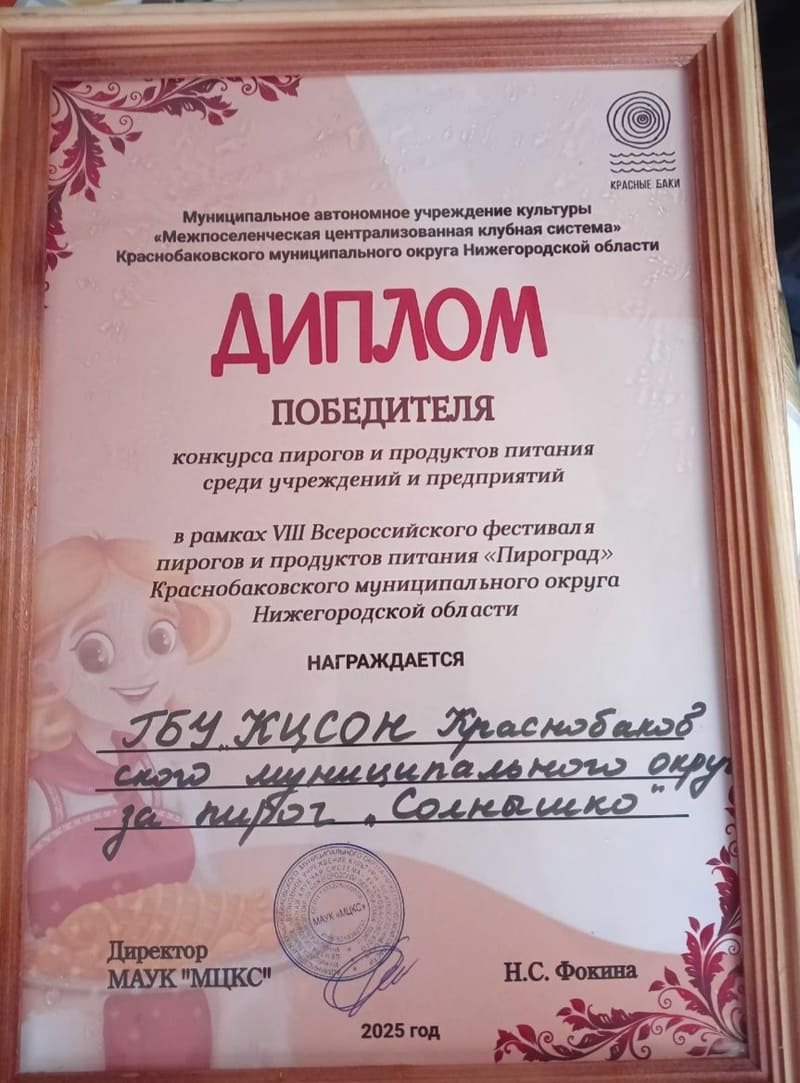 КРАСНЫЕ БАКИ
Муниципальное автономное учреждение культуры
«Межпоселенческая централизованная клубная система»
Краснобаковского муниципального округа Нижегородской области
ДИПЛОМ
ПОБЕДИТЕЛЯ
конкурса пирогов и продуктов питания
среди учреждений и предприятий
в рамках VIII Всероссийского фестиваля
пирогов и продуктов питания «Пироград»
Краснобаковского муниципального округа
Нижегородской области
НАГРАЖДАЕТСЯ
ГБУ „КЦСОН Краснобаков
ского муниципального округ
за пирог „Солнышко"
МАУК «МЦКС»
Директор
МАУК "МЦКС"
Н.С. Фокина
2025 год